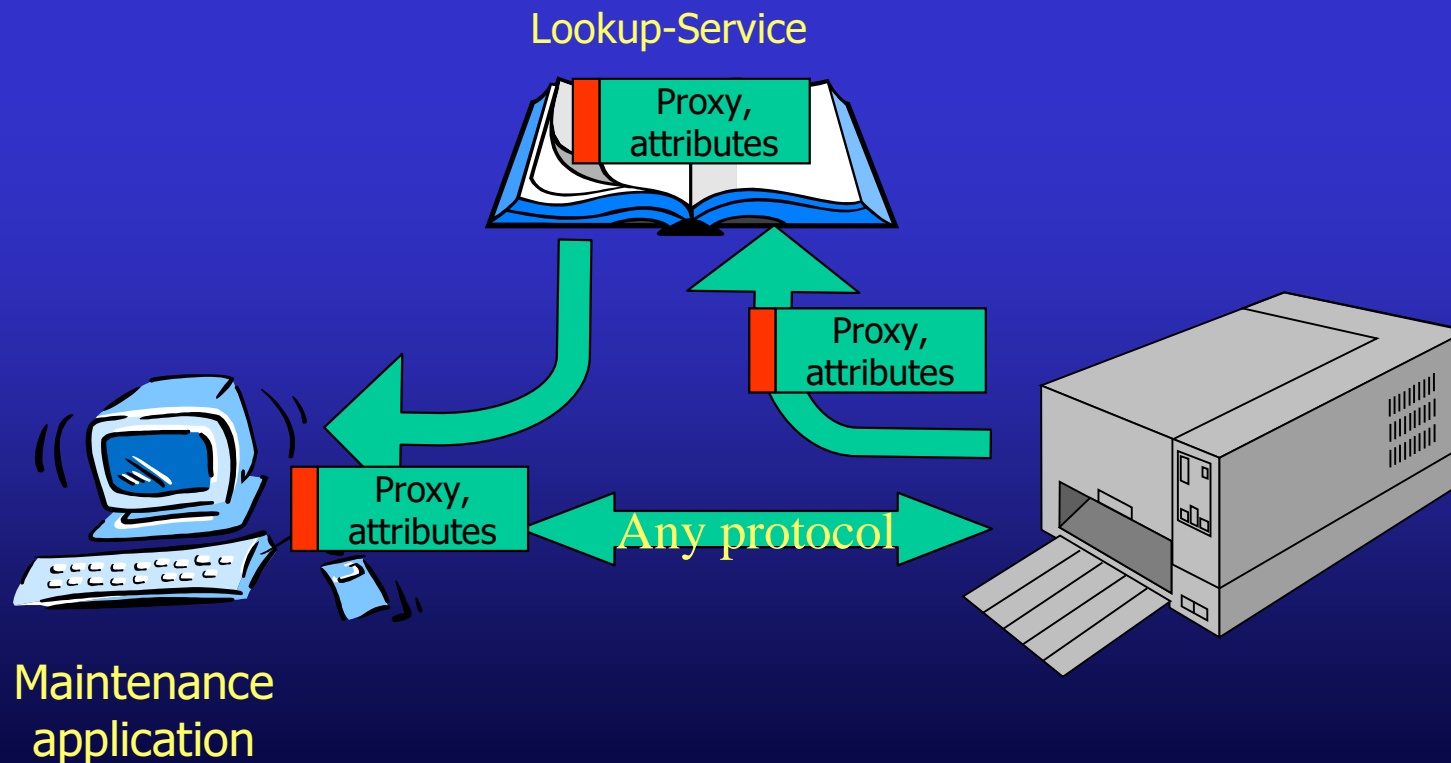 Lookup-Service
Proxy,
attributes
Proxy,
attributes
Proxy,
attributes
Any protocol
Maintenance
application